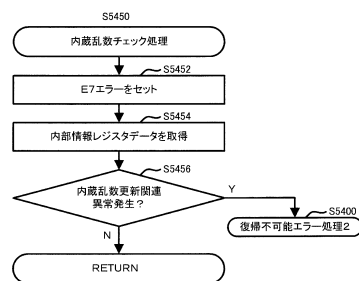 S5450
内蔵乱数チェック処理
S5452
E7エラーをセット
S5454
内部情報レジスタデータを取得
S5456
内蔵乱数更新関連
異常発生？
Y
S5400
復帰不可能エラー処理2
N
RETURN